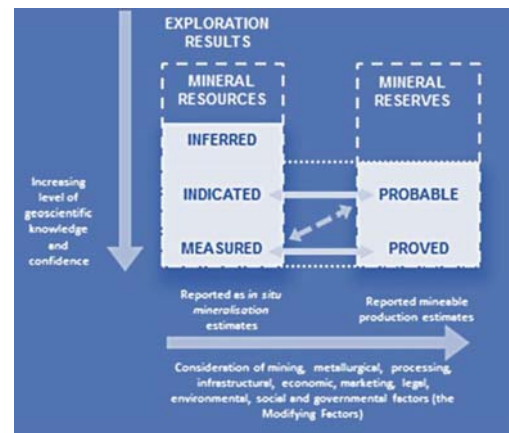 EXPLORATION
RESULTS
MINERAL
RESOURCES
MINERAL
RESERVES
INFERRED
INDICATED
PROBABLE
MEASURED
PROVED
Increasing
level of
geoscientific
knowledge
and
confidence
Reported as in situ
mineralisation
estimates
Reported mineable
production estimates
Consideration of mining, metallurgical, processing,
infrastructural, economic, marketing, legal,
environmental, social and governmental factors (the
Modifying Factors)